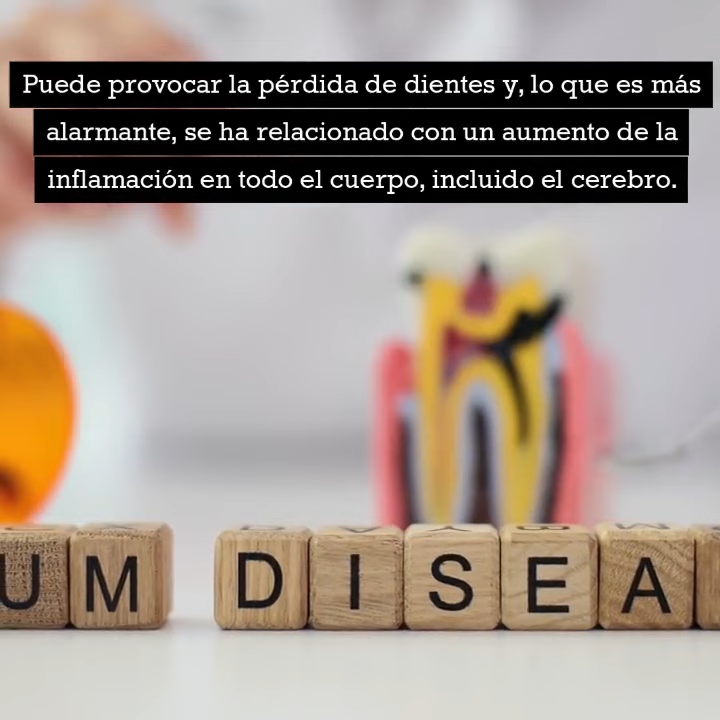 Puede provocar la pérdida de dientes y, lo que es más
alarmante, se ha relacionado con un aumento de la
inflamación en todo el cuerpo, incluido el cerebro.
UM DISEA